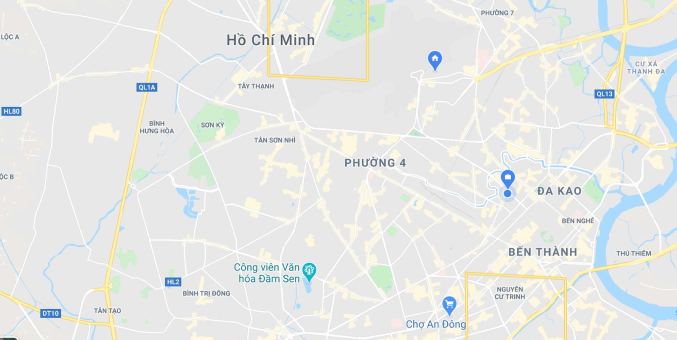 PHƯỜNG 7
LỘC A
Hồ Chí Minh
CƯ XÁ
THANH ĐA
TÂY THẠNH
QL1A
QL13
HL80
BÌNH
HƯNG HÒA
SƠN KỲ
TÂN SƠN NHÌ
PHƯỜNG 4
LỘC B
ĐA KAO
BẾN NGHÉ
BẾN THÀNH
THỦ THIÊM
Công viên Văn
hóa Đầm Sen
HL2
BÌNH TRỊ ĐÔNG
NGUYỄN
CƯ TRINH
TÂN TẠO
DT10
Chợ An Đông